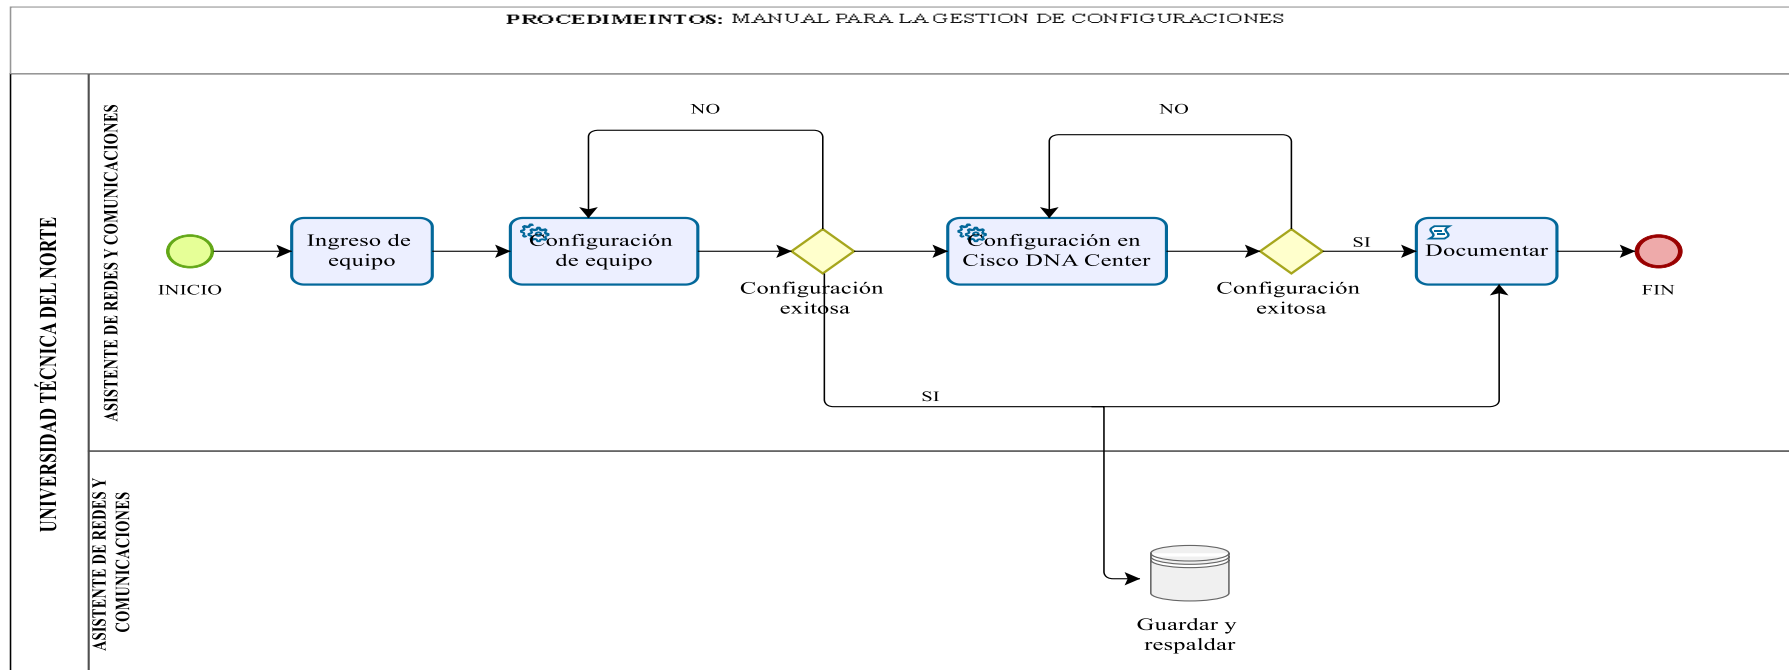 PROCEDIMEINTOS: MANUAL PARA LA GESTION DE CONFIGURACIONES
UNIVERSIDAD TÉCNICA DEL NORTE
ASISTENTE DE REDES Y COMUNICACIONES
NO
NO
INICIO
Ingreso de
equipo
Configuración
de equipo
Configuración
exitosa
Configuración en
Cisco DNA Center
Configuración
exitosa
SI
Documentar
FIN
SI
ASISTENTE DE REDES Y
COMUNICACIONES
Guardar y
respaldar